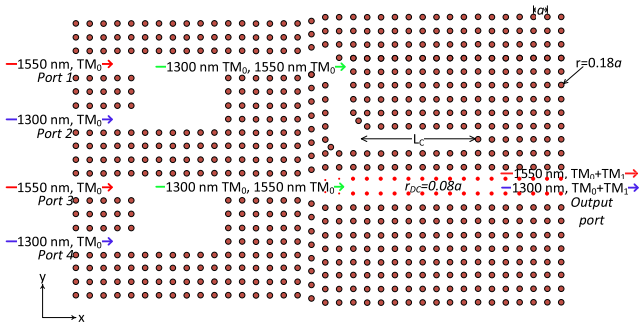 a
1550 nm, TM0
Port 1
1300 nm TM0, 1550 nm TM0
r=0.18a
1300 nm, TM0
Port 2
LC
1550 nm, TM0
Port 3
1300 nm TM0, 1550 nm TM0
rDC=0.08a
1550 nm, TM0+TM1
1300 nm, TM0+TM1
Output
port
1300 nm, TM0
Port 4
y
x